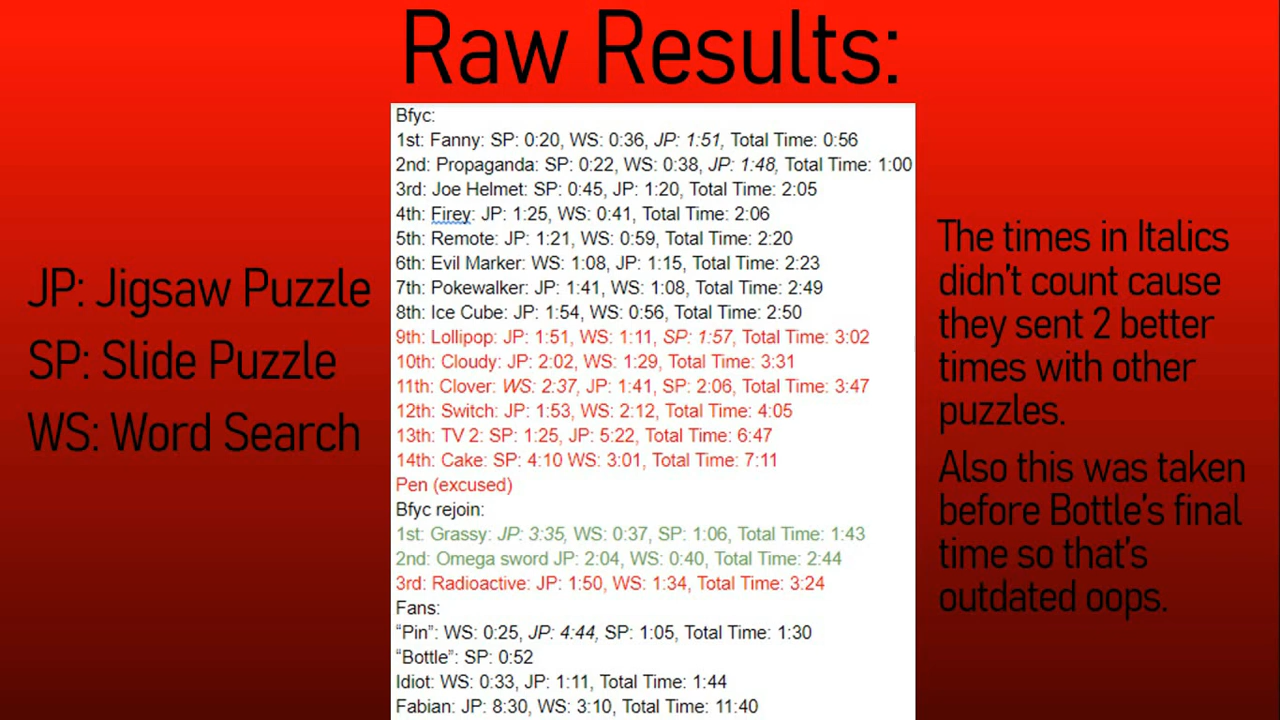 Raw Results:
JP: Jigsaw Puzzle
SP: Slide Puzzle
WS: Word Search
Bfyc:
1st: Fanny: SP: 0:20, WS: 0:36, JP: 1:51, Total Time: 0:56
2nd: Propaganda: SP: 0:22, WS: 0:38, JP: 1:48, Total Time: 1:00
3rd: Joe Helmet: SP: 0:45, JP: 1:20, Total Time: 2:05
4th: Firey: JP: 1:25, WS: 0:41, Total Time: 2:06
5th: Remote: JP: 1:21, WS: 0:59, Total Time: 2:20
6th: Evil Marker: WS: 1:08, JP: 1:15, Total Time: 2:23
7th: Pokewalker: JP: 1:41, WS: 1:08, Total Time: 2:49
8th: Ice Cube: JP: 1:54, WS: 0:56, Total Time: 2:50
9th: Lollipop: JP: 1:51, WS: 1:11, SP: 1:57, Total Time: 3:02
10th: Cloudy: JP: 2:02, WS: 1:29, Total Time: 3:31
11th: Clover: WS: 2:37, JP: 1:41, SP: 2:06, Total Time: 3:47
12th: Switch: JP: 1:53, WS: 2:12, Total Time: 4:05
13th: TV 2: SP: 1:25, JP: 5:22, Total Time: 6:47
14th: Cake: SP: 4:10 WS: 3:01, Total Time: 7:11
Pen (excused)
Bfyc rejoin:
1st: Grassy: JP: 3:35, WS: 0:37, SP: 1:06, Total Time: 1:43
2nd: Omega sword JP: 2:04, WS: 0:40, Total Time: 2:44
3rd: Radioactive: JP: 1:50, WS: 1:34, Total Time: 3:24
Fans:
“Pin”: WS: 0:25, JP: 4:44, SP: 1:05, Total Time: 1:30
“Bottle”: SP: 0:52
Idiot: WS: 0:33, JP: 1:11, Total Time: 1:44
Fabian: JP: 8:30, WS: 3:10, Total Time: 11:40
The times in Italics
didn't count cause
they sent 2 better
times with other
puzzles.
Also this was taken
before Bottle's final
time so that's
outdated oops.